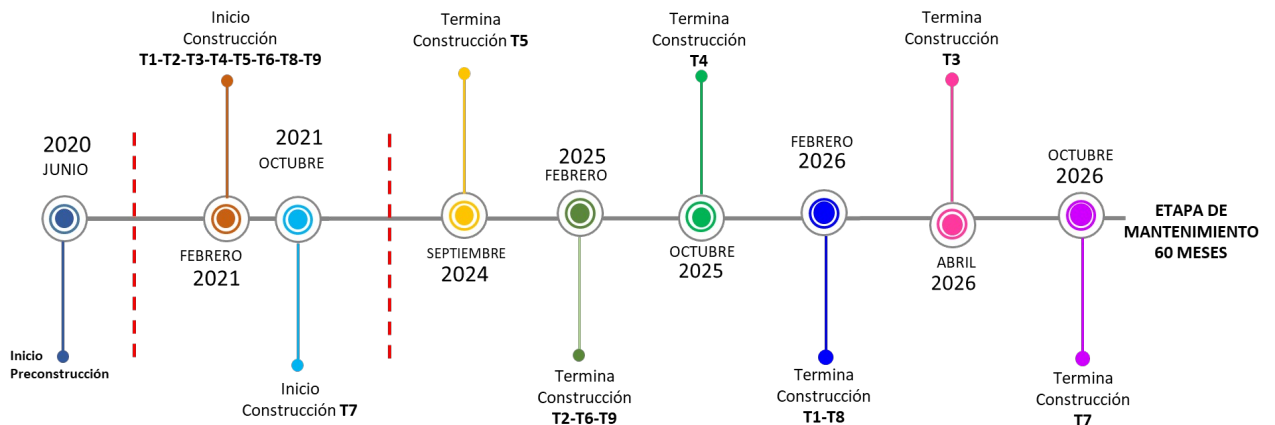 Inicio
Construcción
T1-T2-T3-T4-T5-T6-T8-T9
Termina
Construcción T5
Termina
Construcción
T4
Termina
Construcción
T3
2020
JUNIO
2021
OCTUBRE
2025
FEBRERO
FEBRERO
2026
OCTUBRE
2026
FEBRERO
2021
SEPTIEMBRE
2024
OCTUBRE
2025
ABRIL
2026
ETAPA DE
MANTENIMIENTO
60 MESES
Inicio
Preconstrucción
Inicio
Construcción T7
Termina
Construcción
T2-T6-T9
Termina
Construcción
T1-T8
Termina
Construcción
T7